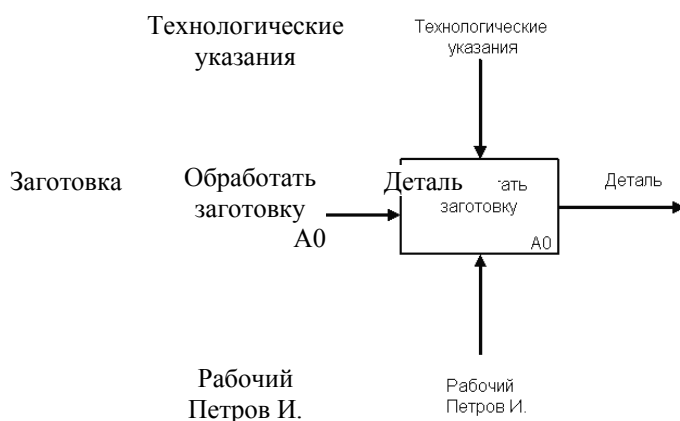 Технологические
указания
Технологические
указания
Заготовка
Обработать
заготовку
A0
Деталь
тать
заготовку
A0
Деталь
Рабочий
Петров И.
Рабочий
Петров И.